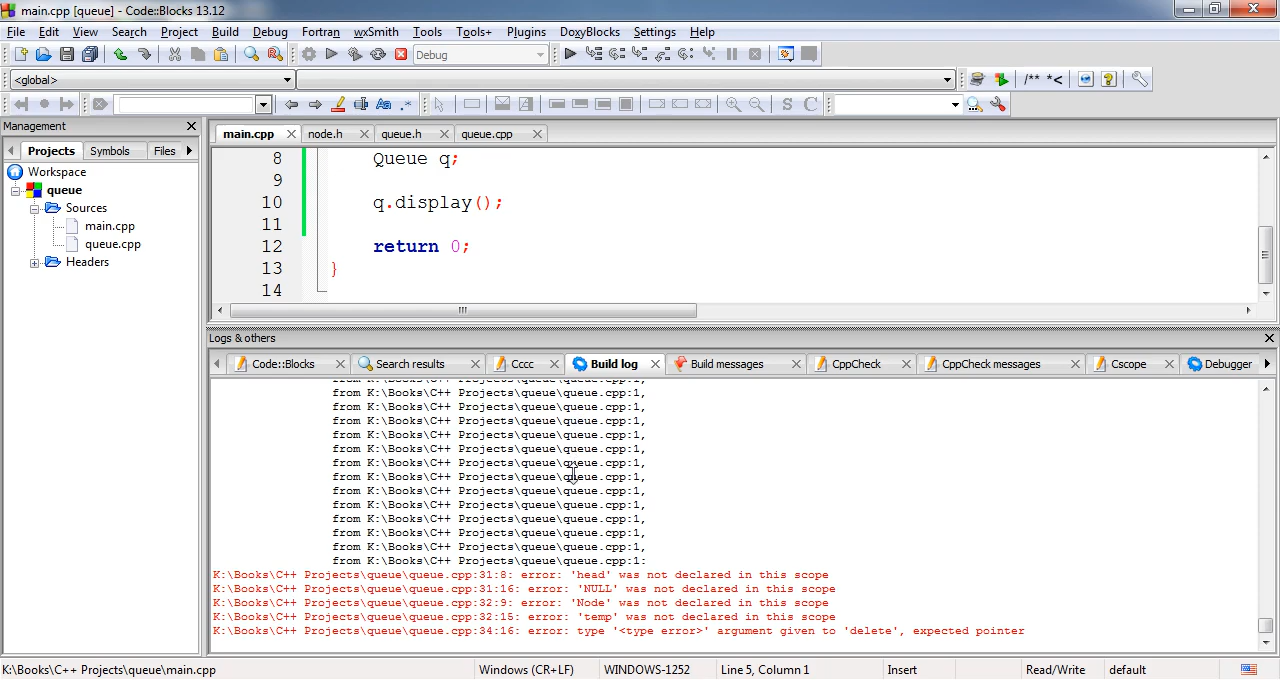 main.cpp [queue] - Code::Blocks 13.12
File Edit View Search Project Build Debug Fortran wxSmith Tools Tools+ Plugins DoxyBlocks Settings Help
Debug
<global>
/** *<
Aa .* S C
Management
main.cpp node.h queue.h queue.cpp
Projects Symbols Files
Workspace
queue
Sources
main.cpp
queue.cpp
Headers
8 Queue q;
9
10 q.display();
11
12 return 0;
13 }
14
Logs & others
Code::Blocks Search results Cccc Build log Build messages CppCheck CppCheck messages Cscope Debugger
from K:\Books\C++ Projects\queue\queue.cpp:1,
from K:\Books\C++ Projects\queue\queue.cpp:1,
from K:\Books\C++ Projects\queue\queue.cpp:1,
from K:\Books\C++ Projects\queue\queue.cpp:1,
from K:\Books\C++ Projects\queue\queue.cpp:1,
from K:\Books\C++ Projects\queue\queue.cpp:1,
from K:\Books\C++ Projects\queue\queue.cpp:1,
from K:\Books\C++ Projects\queue\queue.cpp:1,
from K:\Books\C++ Projects\queue\queue.cpp:1,
from K:\Books\C++ Projects\queue\queue.cpp:1,
from K:\Books\C++ Projects\queue\queue.cpp:1,
from K:\Books\C++ Projects\queue\queue.cpp:1,
from K:\Books\C++ Projects\queue\queue.cpp:1,
from K:\Books\C++ Projects\queue\queue.cpp:1:
K:\Books\C++ Projects\queue\queue.cpp:31:8: error: 'head' was not declared in this scope
K:\Books\C++ Projects\queue\queue.cpp:31:16: error: 'NULL' was not declared in this scope
K:\Books\C++ Projects\queue\queue.cpp:32:9: error: 'Node' was not declared in this scope
K:\Books\C++ Projects\queue\queue.cpp:32:15: error: 'temp' was not declared in this scope
K:\Books\C++ Projects\queue\queue.cpp:34:16: error: type '<type error>' argument given to 'delete', expected pointer
K:\Books\C++ Projects\queue\main.cpp Windows (CR+LF) WINDOWS-1252 Line 5, Column 1 Insert Read/Write default